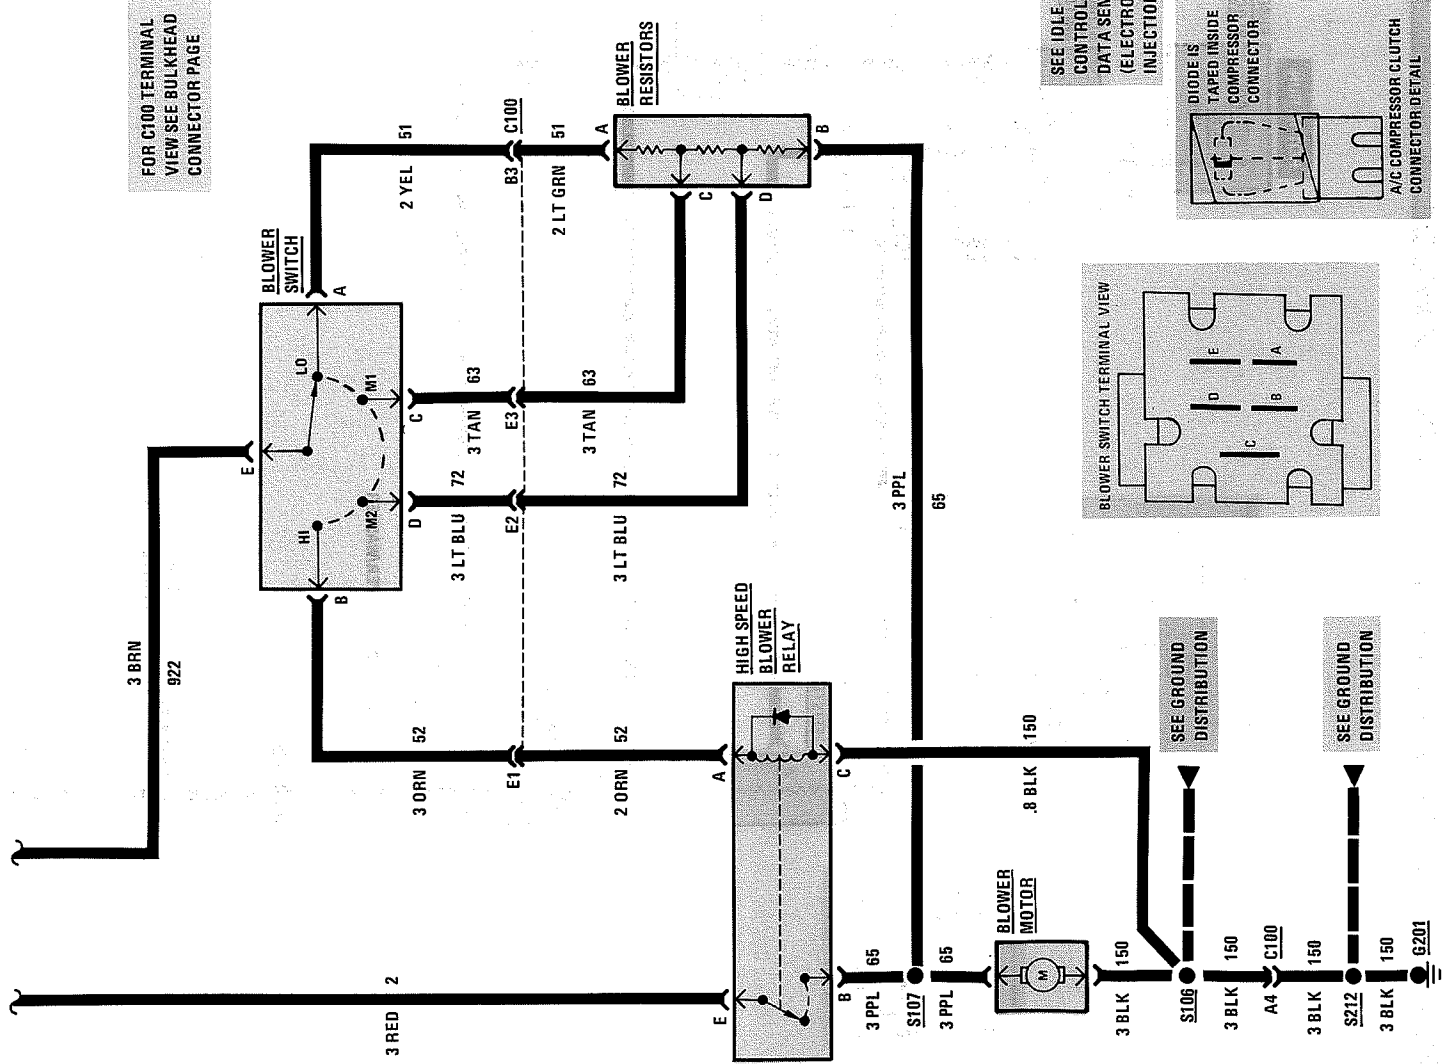 FOR C100 TERMINAL
VIEW SEE BULKHEAD
CONNECTOR PAGE
3 BRN
922
3 RED
2
BLOWER
SWITCH
E
LO
HI
M1
M2
A
B
C
D
2 YEL
51
3 TAN
63
3 LT BLU
72
3 ORN
52
B3
C100
E3
E2
E1
2 LT GRN
51
3 TAN
63
3 LT BLU
72
2 ORN
52
BLOWER
RESISTORS
A
B
C
D
3 PPL
65
HIGH SPEED
BLOWER
RELAY
A
C
E
B
3 PPL
65
S107
3 PPL
65
BLOWER
MOTOR
M
.8 BLK
150
3 BLK
150
S106
3 BLK
150
A4
C100
3 BLK
150
S212
3 BLK
150
G201
SEE GROUND
DISTRIBUTION
SEE GROUND
DISTRIBUTION
BLOWER SWITCH TERMINAL VIEW
E
A
D
B
C
SEE IDLE
CONTROL
DATA SEN
(ELECTRO
INJECTION
DIODE IS
TAPED INSIDE
COMPRESSOR
CONNECTOR
A/C COMPRESSOR CLUTCH
CONNECTOR DETAIL